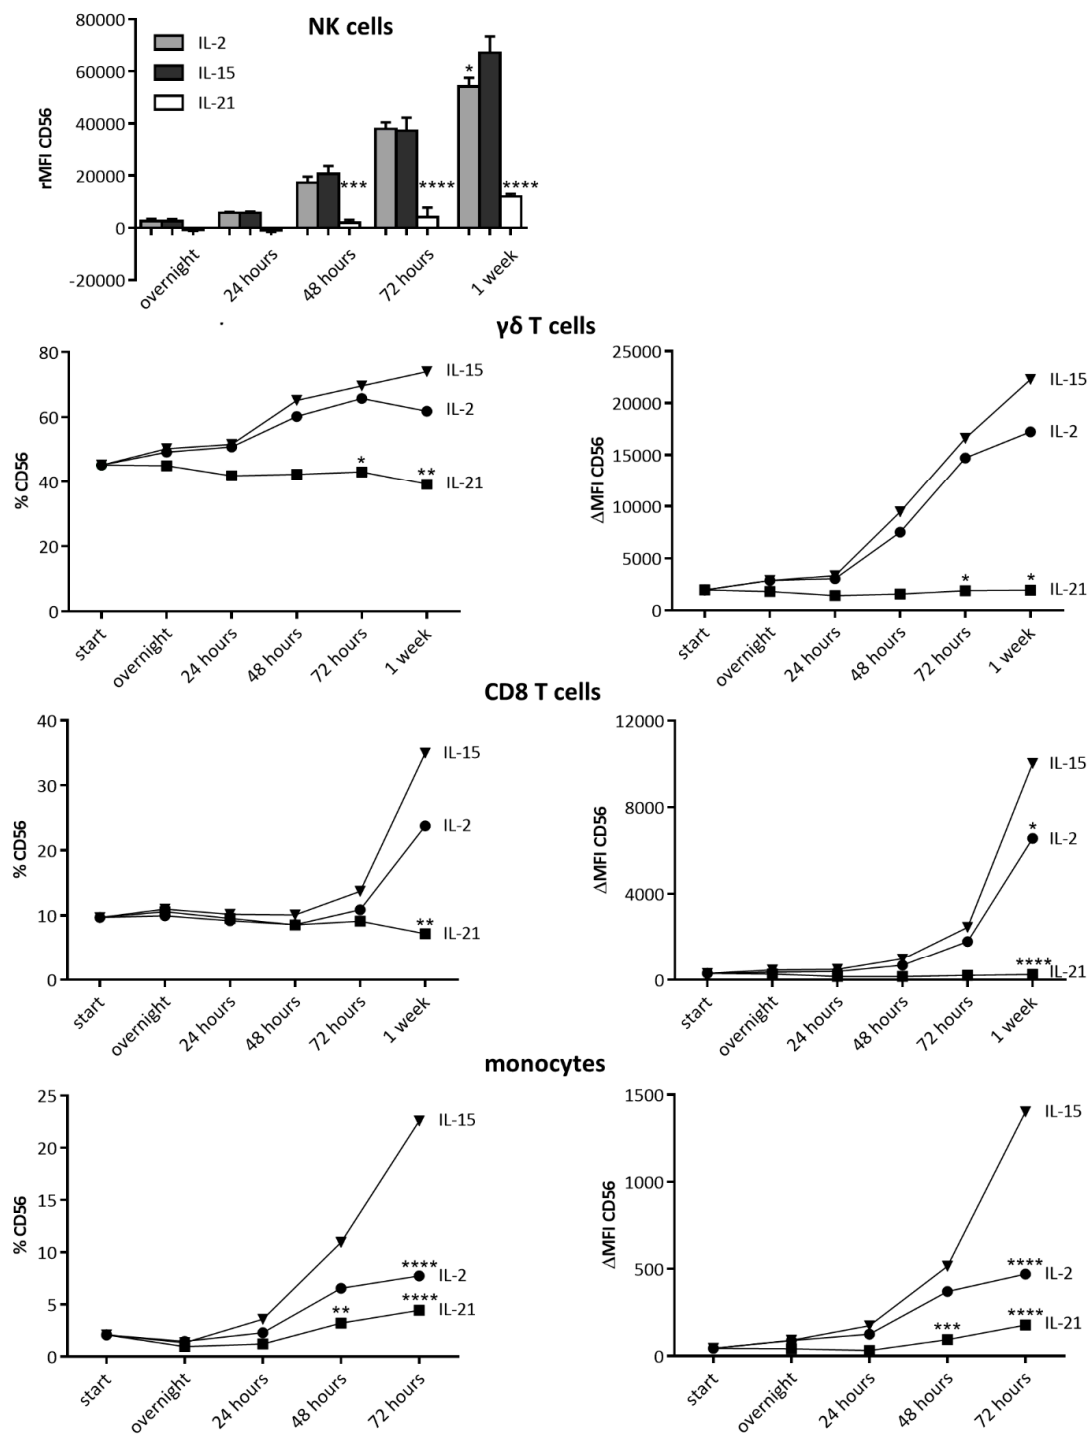 NK cells
80000
60000
40000
20000
0
-20000
rMFI CD56
IL-2
IL-15
IL-21
*
***
****
****
overnight
24 hours
48 hours
72 hours
1 week
γδ T cells
80
60
40
20
0
% CD56
IL-15
IL-2
IL-21
*
**
start
overnight
24 hours
48 hours
72 hours
1 week
25000
20000
15000
10000
5000
0
ΔMFI CD56
IL-15
IL-2
IL-21
*
*
start
overnight
24 hours
48 hours
72 hours
1 week
CD8 T cells
40
30
20
10
0
% CD56
IL-15
IL-2
**
IL-21
start
overnight
24 hours
48 hours
72 hours
1 week
12000
8000
4000
0
ΔMFI CD56
IL-15
*
IL-2
****
IL-21
start
overnight
24 hours
48 hours
72 hours
1 week
monocytes
25
20
15
10
5
0
% CD56
IL-15
****
IL-2
**
****
IL-21
start
overnight
24 hours
48 hours
72 hours
1500
1000
500
0
ΔMFI CD56
IL-15
****
IL-2
***
****
IL-21
start
overnight
24 hours
48 hours
72 hours